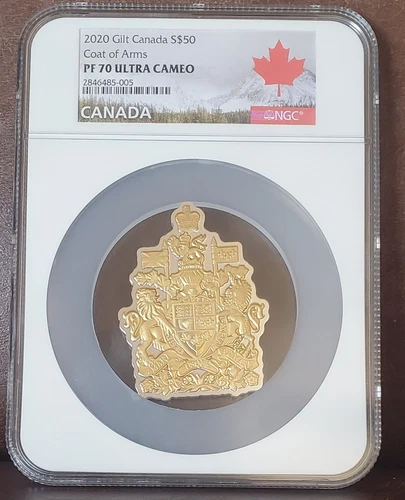 2020 Gilt Canada S$50
Coat of Arms
PF 70 ULTRA CAMEO
2846485-005
CANADA
NGC®